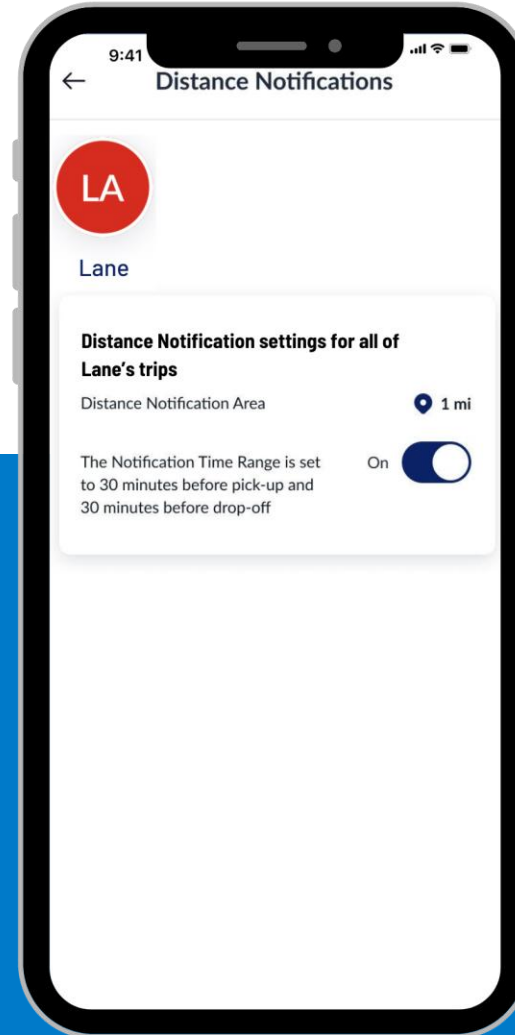 9:41
Distance Notifications
LA
Lane
Distance Notification settings for all of
Lane's trips
Distance Notification Area
1 mi
The Notification Time Range is set
to 30 minutes before pick-up and
30 minutes before drop-off
On